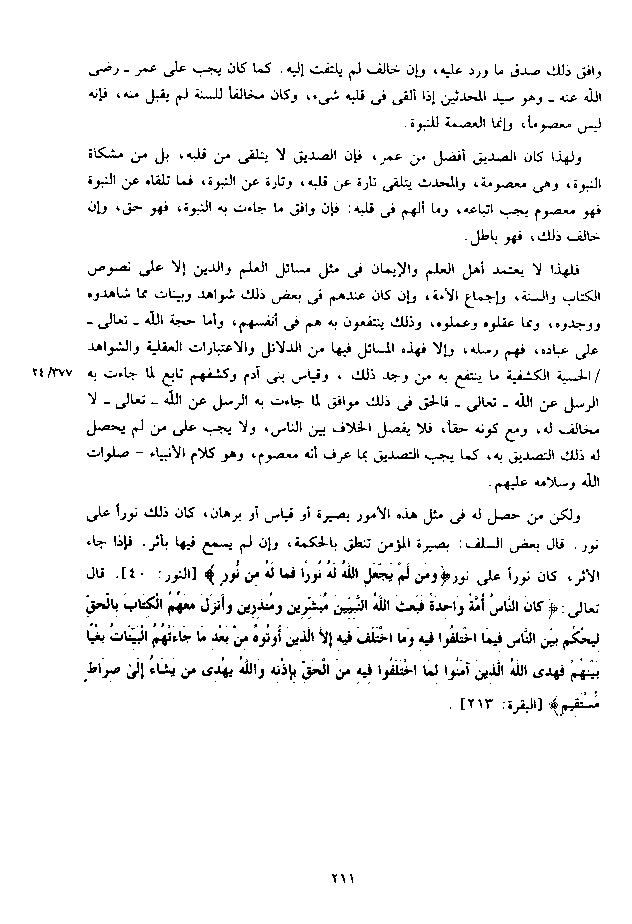 وافق ذلك صدق ما ورد عليه، وإن خالف لم يلتفت إليه. كما كان يجب على عمر ـ رضى
الله عنه ـ وهو سيد المحدثين إذا ألقى فى قلبه شىء، وكان مخالفاً للسنة لم يقبل منه، فإنه
ليس معصوماً، وإنما العصمة للنبوة.
ولهذا كان الصديق أفضل من عمر، فإن الصديق لا يتلقى من قلبه، بل من مشكاة
النبوة، وهى معصومة، والمحدث يتلقى تارة عن قلبه، وتارة عن النبوة، فما تلقاه عن النبوة
فهو معصوم يجب اتباعه، وما ألهم فى قلبه: فإن وافق ما جاءت به النبوة، فهو حق، وإن
خالف ذلك، فهو باطل.
فلهذا لا يعتمد أهل العلم والإيمان فى مثل مسائل العلم والدين إلا على نصوص
الكتاب والسنة، وإجماع الأمة، وإن كان عندهم فى بعض ذلك شواهد وبينات مما شاهدوه
ووجدوه، ومما عقلوه وعملوه، وذلك ينتفعون به هم فى أنفسهم، وأما حجة الله ـ تعالى ـ
على عباده، فهم رسله، وإلا فهذه المسائل فيها من الدلائل والاعتبارات العقلية والشواهد
٢٤/٣٧٧ /الحسية الكشفية ما ينتفع به من وجد ذلك ، وقياس بنى آدم وكشفهم تابع لما جاءت به
الرسل عن الله ـ تعالى ـ فالحق فى ذلك موافق لما جاءت به الرسل عن الله ـ تعالى ـ لا
مخالف له، ومع كونه حقاً، فلا يفصل الخلاف بين الناس، ولا يجب على من لم يحصل
له ذلك التصديق به، كما يجب التصديق بما عرف أنه معصوم، وهو كلام الأنبياء - صلوات
الله وسلامه عليهم.
ولكن من حصل له فى مثل هذه الأمور بصيرة أو قياس أو برهان، كان ذلك نوراً على
نور. قال بعض السلف: بصيرة المؤمن تنطق بالحكمة، وإن لم يسمع فيها بأثر. فإذا جاء
الأثر، كان نوراً على نور﴿ وَمَن لَّمْ يَجْعَلِ اللَّهُ لَهُ نُورًا فَمَا لَهُ مِن نُّورٍ ﴾ [النور: ٤٠]. قال
تعالى:﴿ كَانَ النَّاسُ أُمَّةً وَاحِدَةً فَبَعَثَ اللَّهُ النَّبِيِّينَ مُبَشِّرِينَ وَمُنذِرِينَ وَأَنزَلَ مَعَهُمُ الْكِتَابَ بِالْحَقِّ
لِيَحْكُمَ بَيْنَ النَّاسِ فِيمَا اخْتَلَفُوا فِيهِ وَمَا اخْتَلَفَ فِيهِ إِلاَّ الَّذِينَ أُوتُوهُ مِنْ بَعْدِ مَا جَاءَتْهُمُ الْبَيِّنَاتُ بَغْيًا
بَيْنَهُمْ فَهَدَى اللَّهُ الَّذِينَ آمَنُوا لِمَا اخْتَلَفُوا فِيهِ مِنَ الْحَقِّ بِإِذْنِهِ وَاللَّهُ يَهْدِي مَن يَشَاءُ إِلَىٰ صِرَاطٍ
مُّسْتَقِيمٍ﴾ [البقرة: ٢١٣] .
٢١١